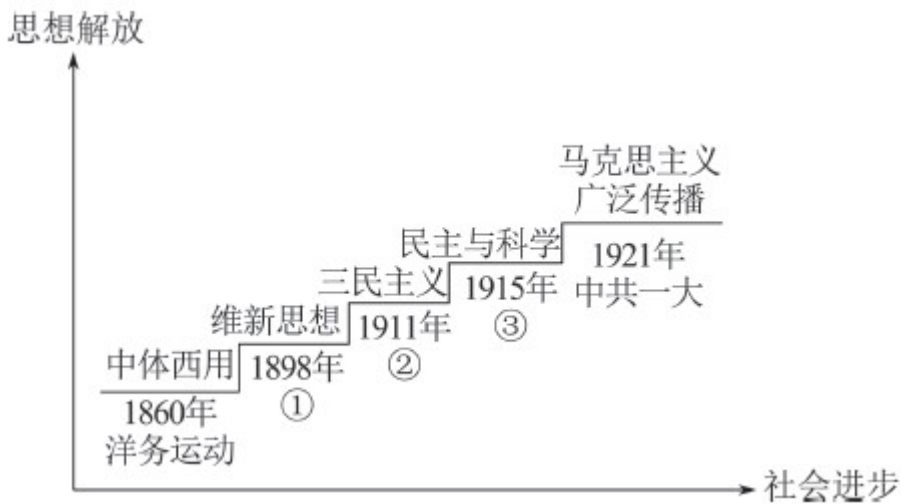 思想解放
马克思主义
广泛传播
民主与科学
1921年
中共一大
三民主义
1915年
③
维新思想
1911年
②
中体西用
1898年
①
1860年
洋务运动
社会进步